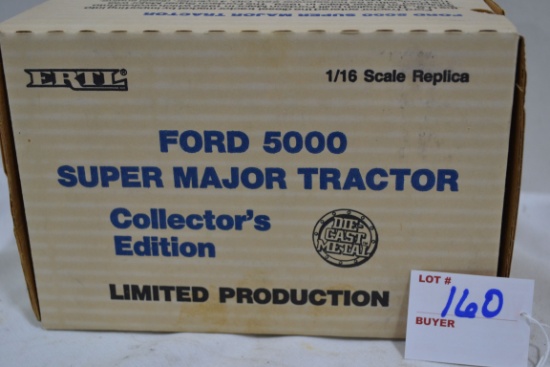 FORD 5000 SUPER MAJOR TRACTOR
ERTL®
1/16 Scale Replica
FORD 5000
SUPER MAJOR TRACTOR
Collector's
Edition
DIE
CAST
METAL
LIMITED PRODUCTION
LOT #
160
BUYER